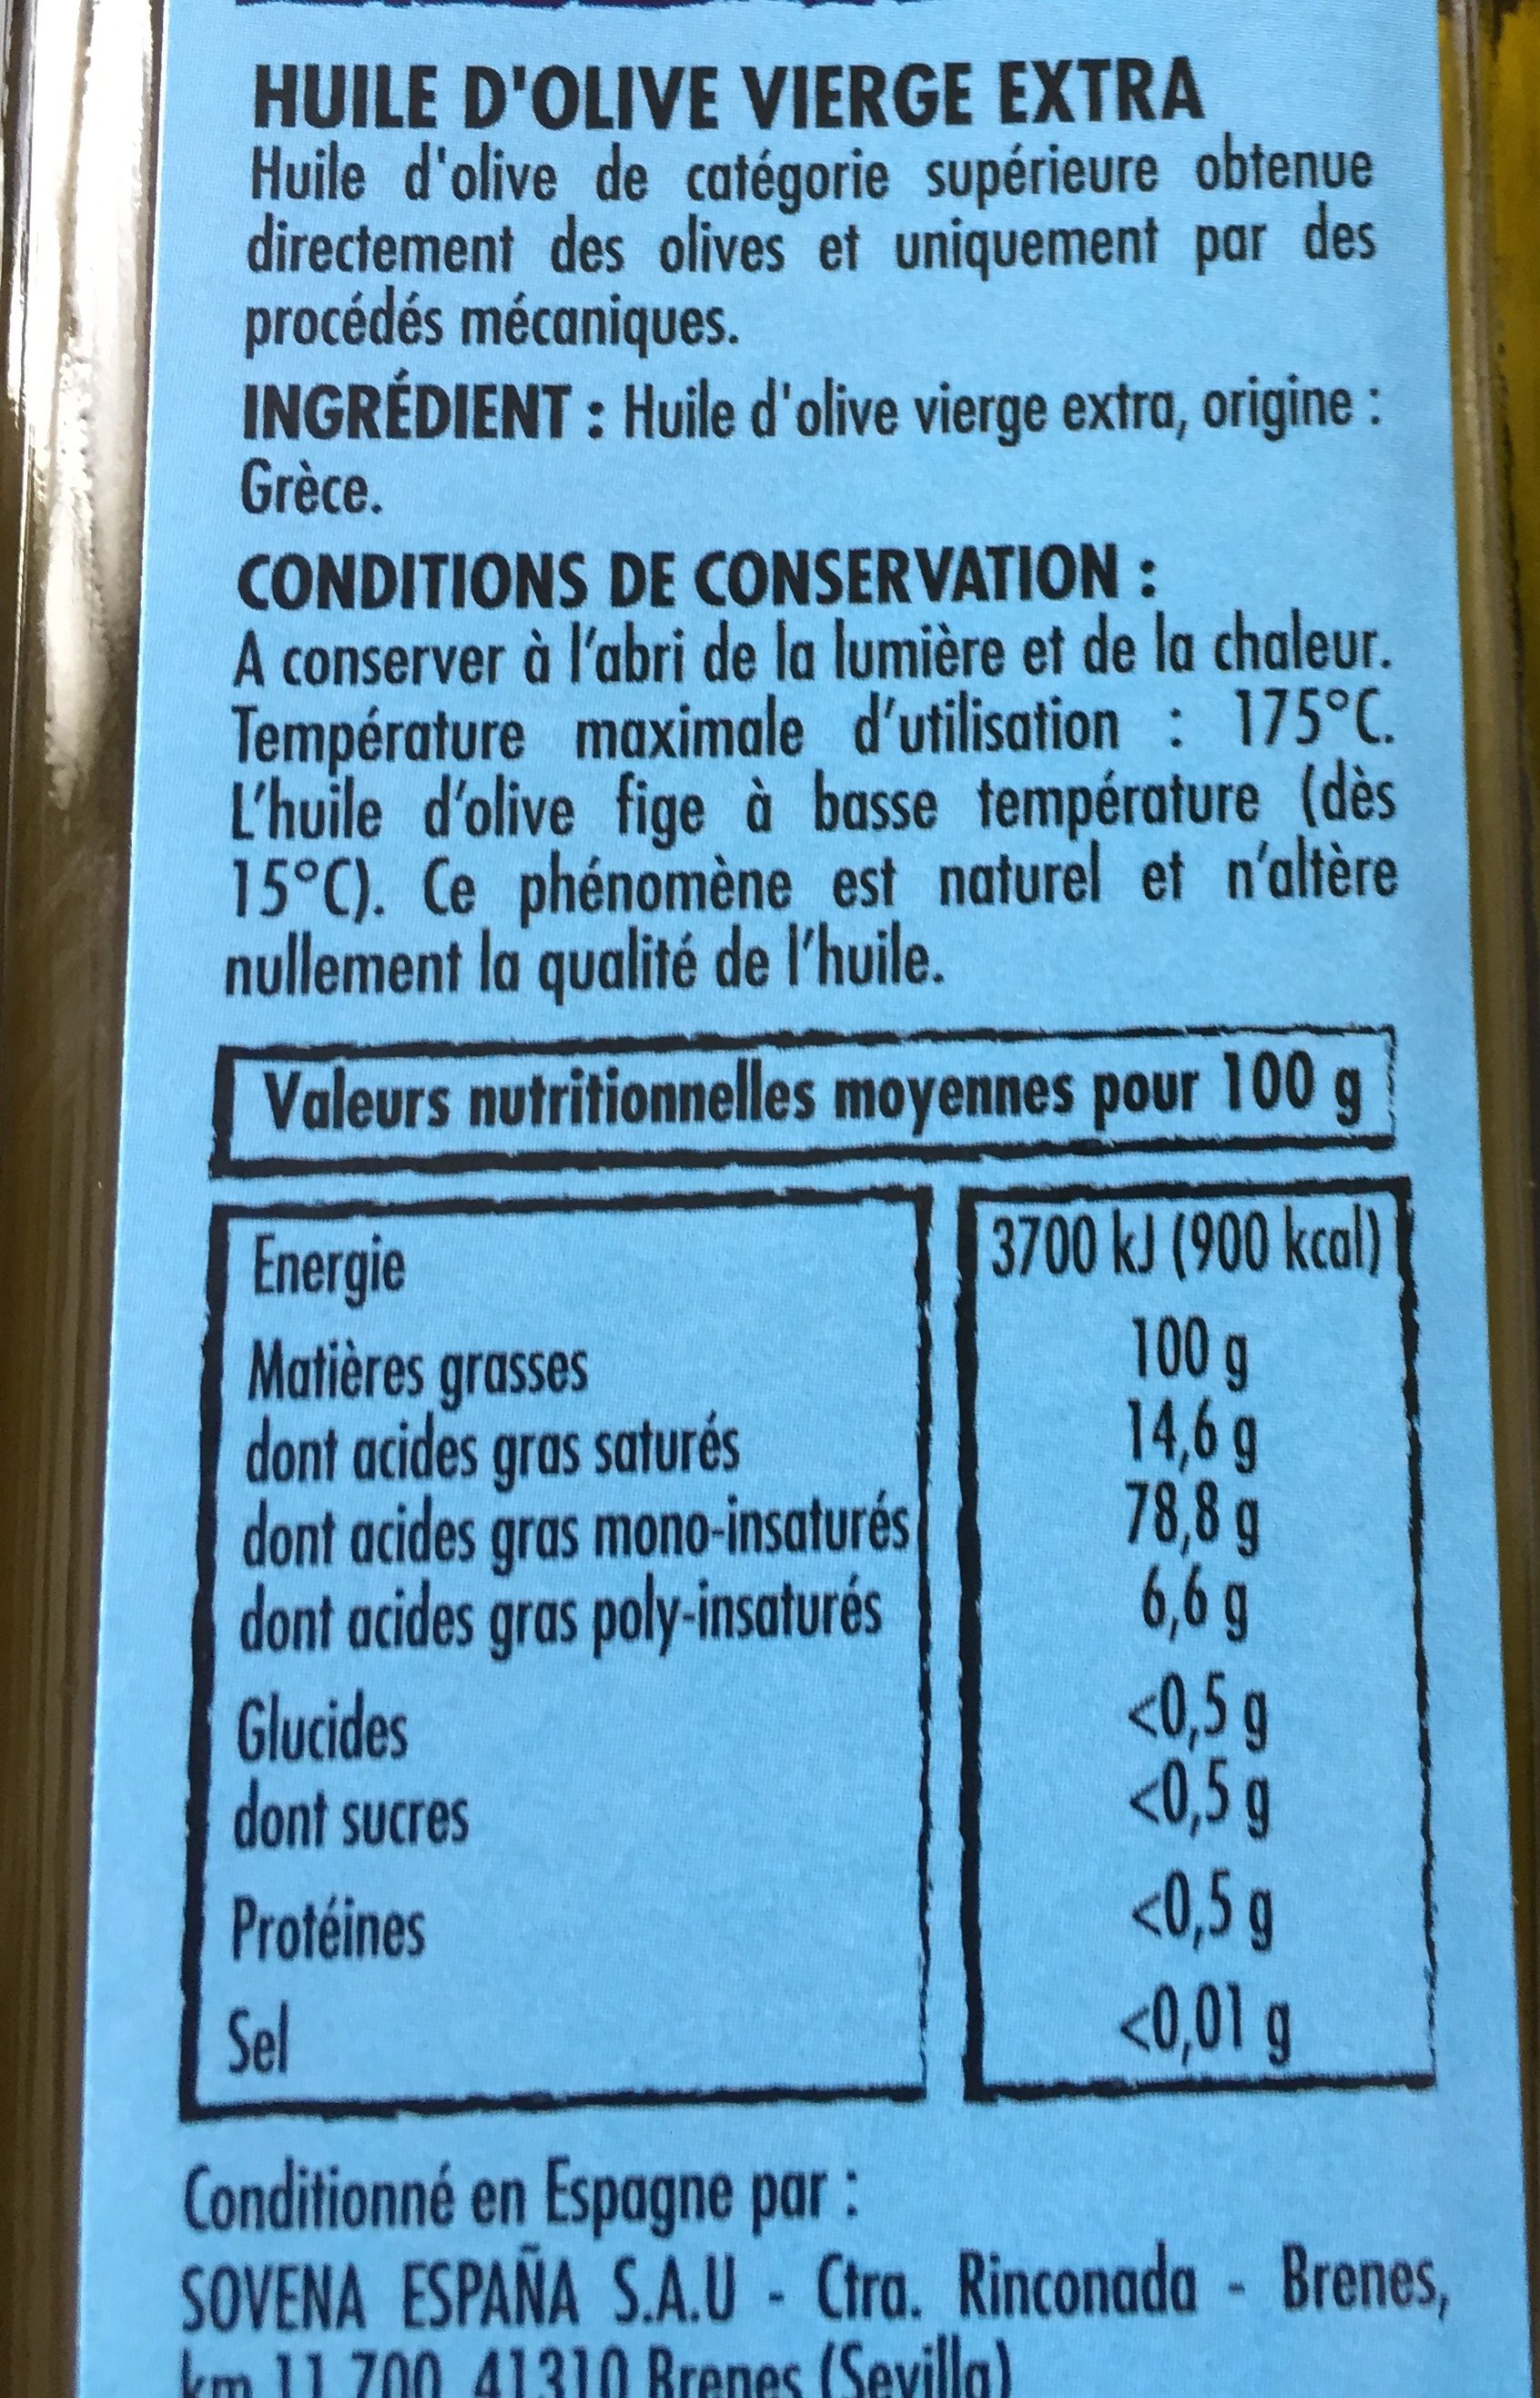 HUILE D'OLIVE VIERGE EXTRA
Huile d'olive de catégorie supérieure obtenue
directement des olives et uniquement par des
procédés mécaniques.
INGRÉDIENT : Huile d'olive vierge extra, origine :
Grèce.
CONDITIONS DE CONSERVATION :
A conserver à l'abri de la lumière et de la chaleur.
Température maximale d'utilisation : 175°C.
L'huile d'olive fige à basse température (dès
15°C). Ce phénomène est naturel et n'altère
nullement la qualité de l'huile.
Valeurs nutritionnelles moyennes pour 100 g
Energie 3700 kJ (900 kcal)
Matières grasses 100 g
dont acides gras saturés 14,6 g
dont acides gras mono-insaturés 78,8 g
dont acides gras poly-insaturés 6,6 g
Glucides <0,5 g
dont sucres <0,5 g
Protéines <0,5 g
Sel <0,01 g
Conditionné en Espagne par :
SOVENA ESPAÑA S.A.U - Ctra. Rinconada - Brenes,
km 11,700 41310 Brenes (Sevilla)